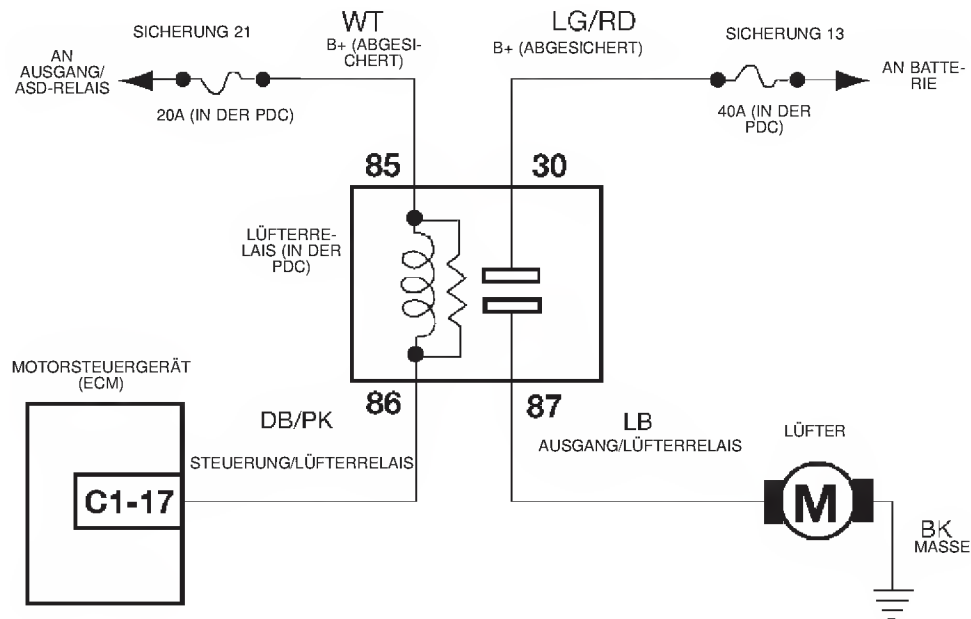 WT
LG/RD
SICHERUNG 21
B+ (ABGESI-
CHERT)
B+ (ABGESICHERT)
SICHERUNG 13
AN
AUSGANG/
ASD-RELAIS
AN BATTE-
RIE
20A (IN DER PDC)
40A (IN DER
PDC)
85
30
LÜFTERRE-
LAIS (IN DER
PDC)
MOTORSTEUERGERÄT
(ECM)
86
87
DB/PK
LB
STEUERUNG/LÜFTERRELAIS
AUSGANG/LÜFTERRELAIS
LÜFTER
C1-17
M
BK
MASSE